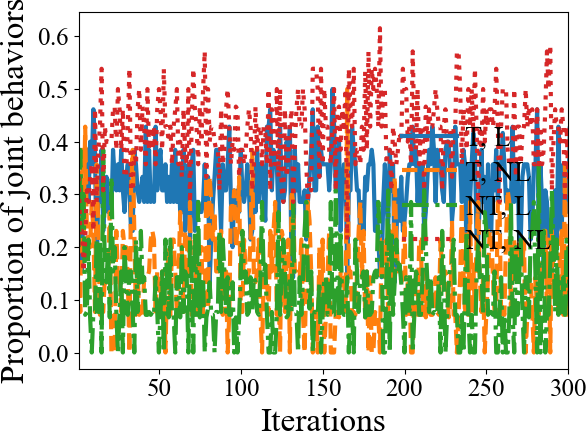 Proportion of joint behaviors
0.6
0.5
0.4
0.3
0.2
0.1
0.0
T, L
T, NL
NT, L
NT, NL
50
100
150
200
250
300
Iterations